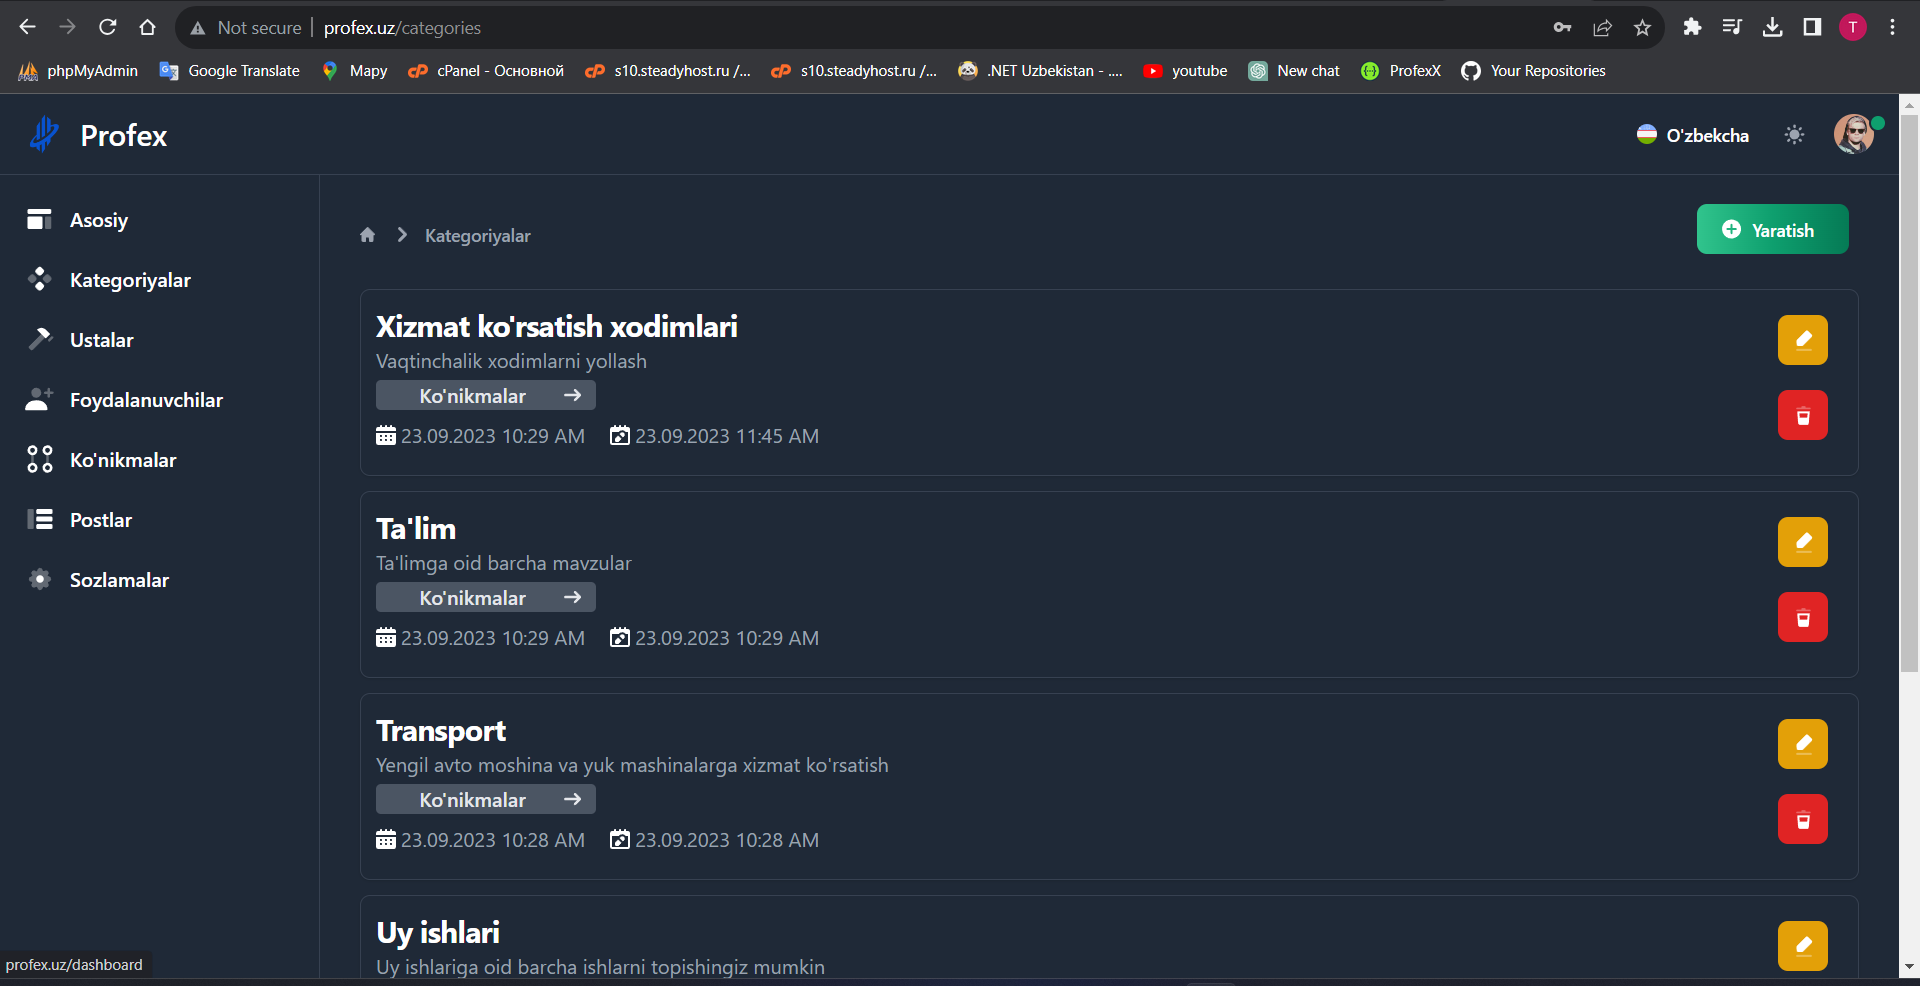 Not secure profex.uz/categories T
phpMyAdmin Google Translate Mapy cPanel - Основной s10.steadyhost.ru /... s10.steadyhost.ru /... .NET Uzbekistan - .... youtube New chat ProfexX Your Repositories
Profex
O'zbekcha
Asosiy
Kategoriyalar
Ustalar
Foydalanuvchilar
Ko'nikmalar
Postlar
Sozlamalar
Kategoriyalar
Yaratish
Xizmat ko'rsatish xodimlari
Vaqtinchalik xodimlarni yollash
Ko'nikmalar
23.09.2023 10:29 AM 23.09.2023 11:45 AM
Ta'lim
Ta'limga oid barcha mavzular
Ko'nikmalar
23.09.2023 10:29 AM 23.09.2023 10:29 AM
Transport
Yengil avto moshina va yuk mashinalarga xizmat ko'rsatish
Ko'nikmalar
23.09.2023 10:28 AM 23.09.2023 10:28 AM
Uy ishlari
Uy ishlariga oid barcha ishlarni topishingiz mumkin
profex.uz/dashboard